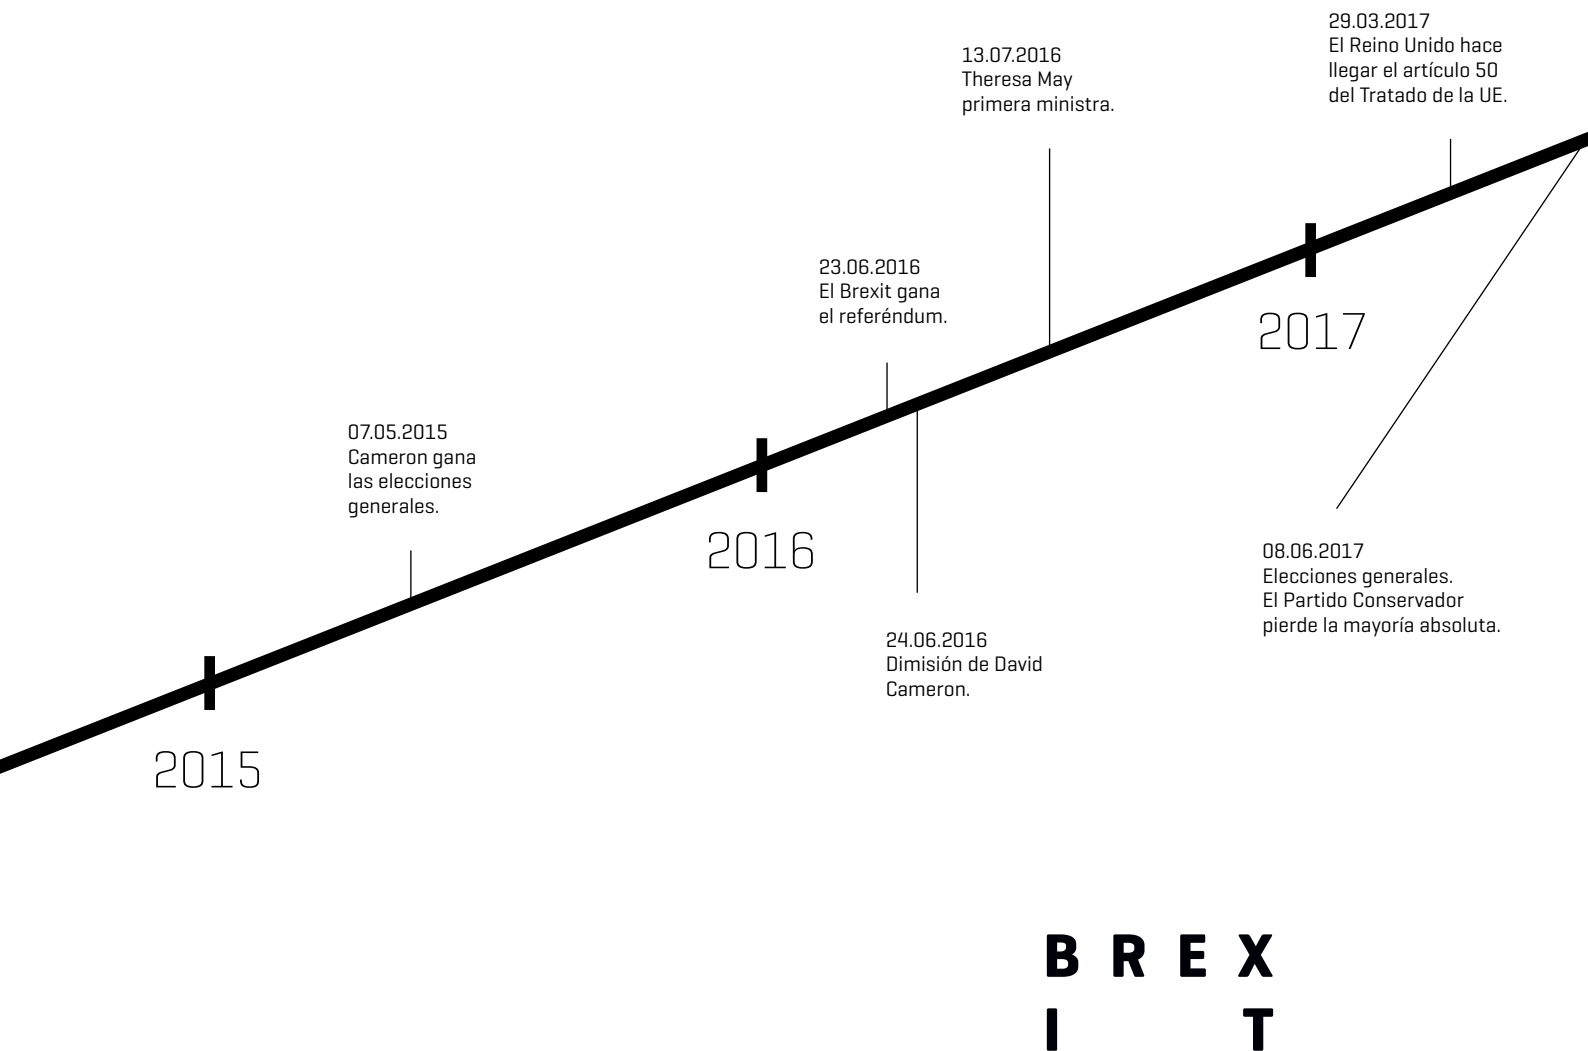 29.03.2017
El Reino Unido hace
llegar el artículo 50
del Tratado de la UE.
13.07.2016
Theresa May
primera ministra.
23.06.2016
El Brexit gana
el referéndum.
2017
07.05.2015
Cameron gana
las elecciones
generales.
2016
08.06.2017
Elecciones generales.
El Partido Conservador
pierde la mayoría absoluta.
24.06.2016
Dimisión de David
Cameron.
2015
B R E X
I T